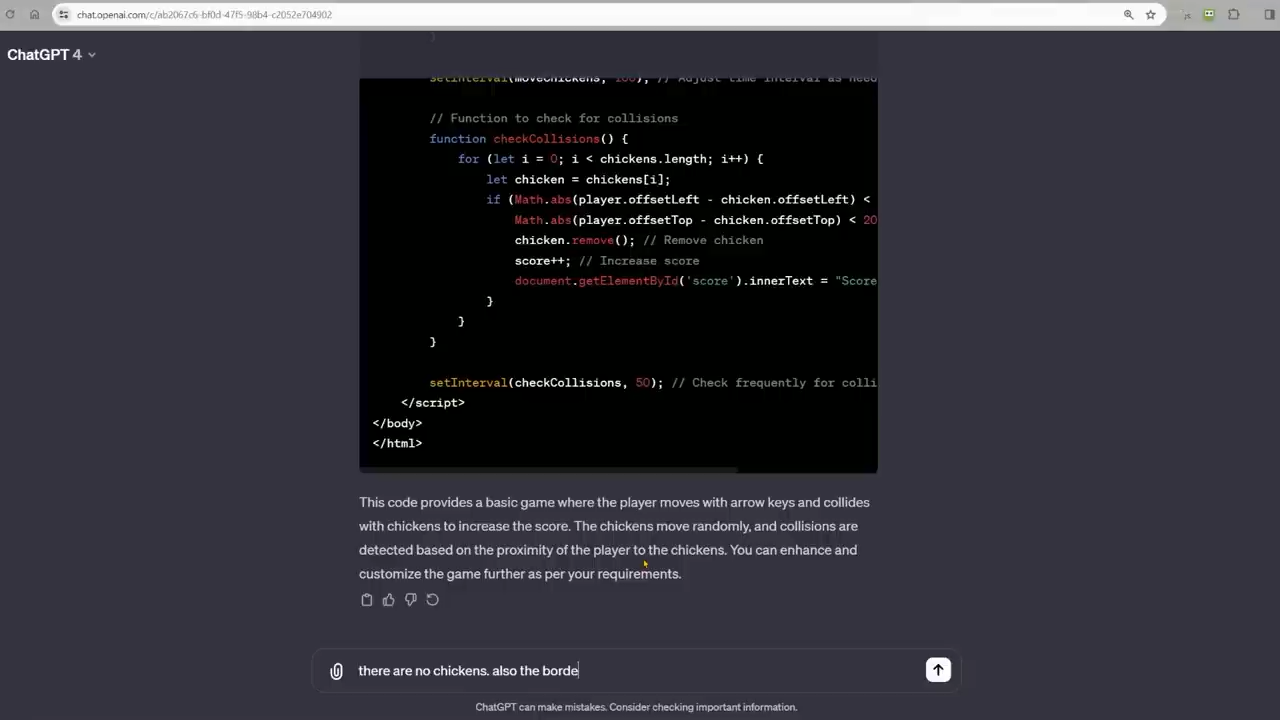 chat.openai.com/c/ab2067c6-bf0d-47f5-98b4-c2052e704902
ChatGPT 4
}
setInterval(moveChickens, 100); // Adjust time interval as need
// Function to check for collisions
function checkCollisions() {
for (let i = 0; i < chickens.length; i++) {
let chicken = chickens[i];
if (Math.abs(player.offsetLeft - chicken.offsetLeft) <
Math.abs(player.offsetTop - chicken.offsetTop) < 20
chicken.remove(); // Remove chicken
score++; // Increase score
document.getElementById('score').innerText = "Score
}
}
}
setInterval(checkCollisions, 50); // Check frequently for colli
</script>
</body>
</html>
This code provides a basic game where the player moves with arrow keys and collides
with chickens to increase the score. The chickens move randomly, and collisions are
detected based on the proximity of the player to the chickens. You can enhance and
customize the game further as per your requirements.
there are no chickens. also the borde
ChatGPT can make mistakes. Consider checking important information.